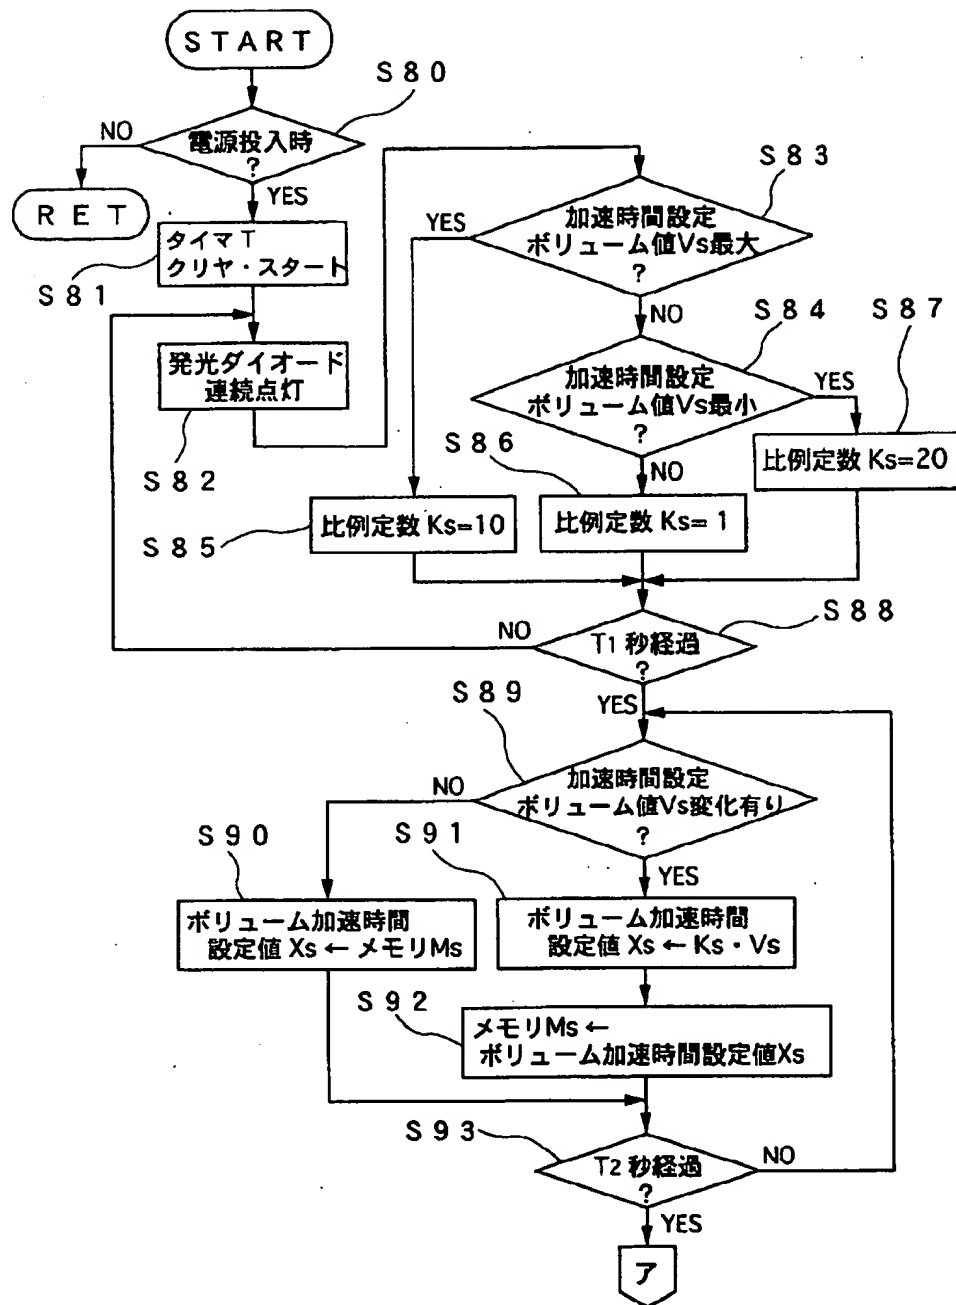 START
S80
電源投入時
?
NO
YES
RET
タイマT
クリヤ・スタート
S81
発光ダイオード
連続点灯
S82
S83
加速時間設定
ボリューム値Vs最大
?
YES
NO
S84
加速時間設定
ボリューム値Vs最小
?
YES
NO
S87
比例定数 Ks=20
S86
比例定数 Ks=1
S85
比例定数 Ks=10
S88
T1 秒経過
?
NO
YES
S89
加速時間設定
ボリューム値Vs変化有り
?
NO
YES
S90
ボリューム加速時間
設定値 Xs ← メモリMs
S91
ボリューム加速時間
設定値 Xs ← Ks・Vs
S92
メモリMs ←
ボリューム加速時間設定値Xs
S93
T2 秒経過
?
NO
YES
ア